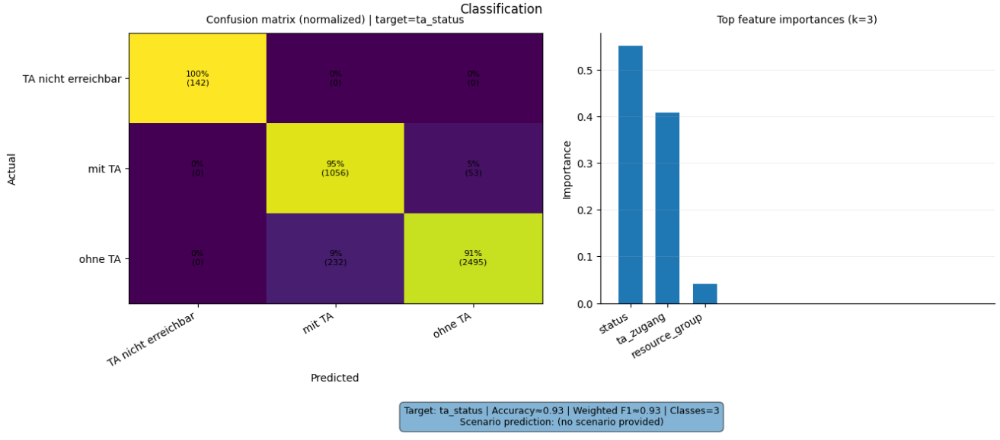 Classification
Confusion matrix (normalized) | target=ta_status
Actual
TA nicht erreichbar
mit TA
ohne TA
100%
(142)
0%
(0)
0%
(0)
0%
(0)
95%
(1056)
5%
(53)
0%
(0)
9%
(232)
91%
(2495)
TA nicht erreichbar
mit TA
ohne TA
Predicted
Top feature importances (k=3)
Importance
0.5
0.4
0.3
0.2
0.1
0.0
status
ta_zugang
resource_group
Target: ta_status | Accuracy≈0.93 | Weighted F1≈0.93 | Classes=3
Scenario prediction: (no scenario provided)